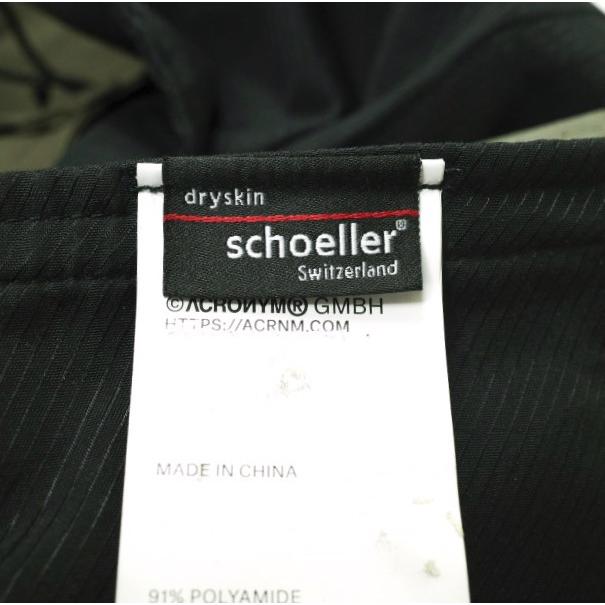 dryskin
schoeller®
Switzerland
©ACRONYM® GMBH
HTTPS://ACRNM.COM
MADE IN CHINA
91% POLYAMIDE